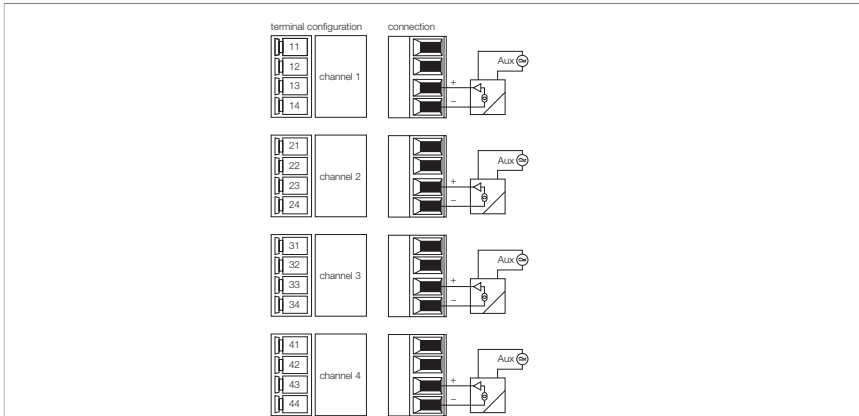 terminal configuration connection
11
12
13
14
channel 1
+
–
Aux
21
22
23
24
channel 2
+
–
Aux
31
32
33
34
channel 3
+
–
Aux
41
42
43
44
channel 4
+
–
Aux